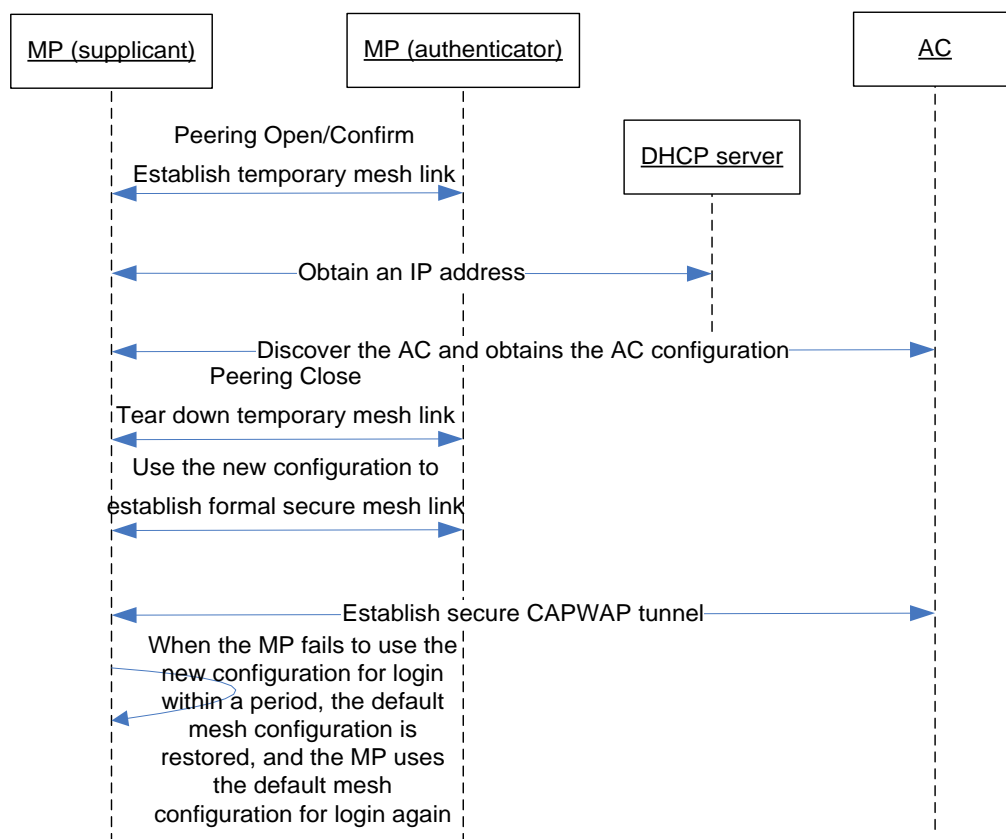 MP (supplicant)
MP (authenticator)
AC
Peering Open/Confirm
Establish temporary mesh link
DHCP server
Obtain an IP address
Discover the AC and obtains the AC configuration
Peering Close
Tear down temporary mesh link
Use the new configuration to
establish formal secure mesh link
Establish secure CAPWAP tunnel
When the MP fails to use the
new configuration for login
within a period, the default
mesh configuration is
restored, and the MP uses
the default mesh
configuration for login again